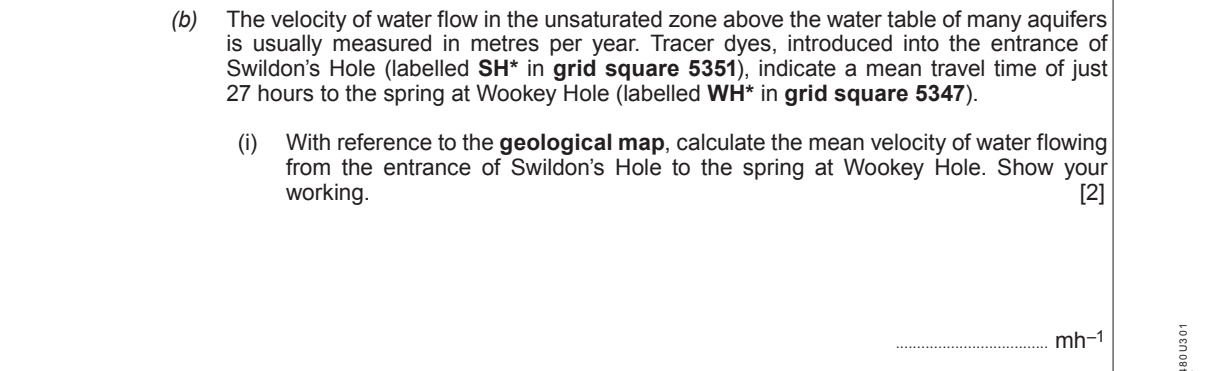 (b) The velocity of water flow in the unsaturated zone above the water table of many aquifers
is usually measured in metres per year. Tracer dyes, introduced into the entrance of
Swildon's Hole (labelled SH* in grid square 5351), indicate a mean travel time of just
27 hours to the spring at Wookey Hole (labelled WH* in grid square 5347).
(i) With reference to the geological map, calculate the mean velocity of water flowing
from the entrance of Swildon's Hole to the spring at Wookey Hole. Show your
working. [2]
.................................... mh–1
480U301